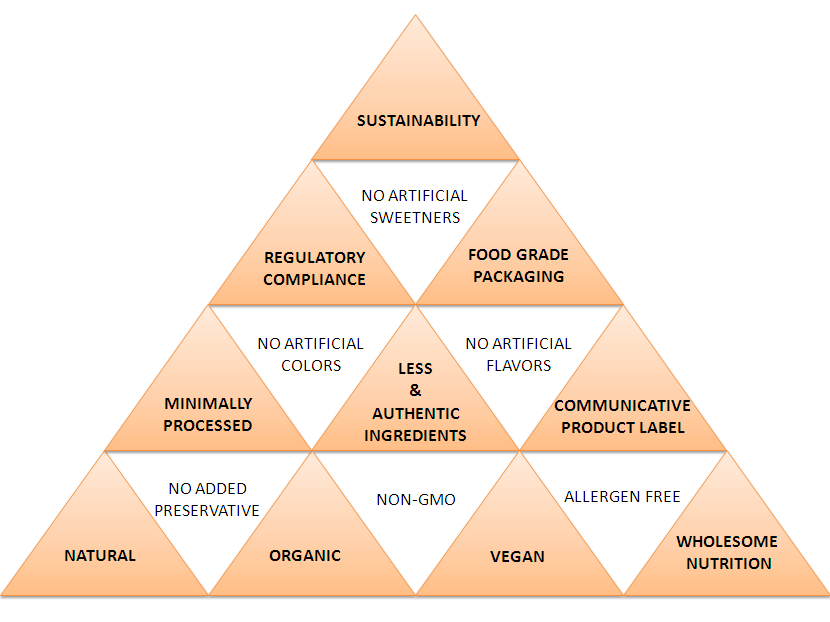 SUSTAINABILITY
NO ARTIFICIAL
SWEETNERS
REGULATORY
COMPLIANCE
FOOD GRADE
PACKAGING
NO ARTIFICIAL
COLORS
NO ARTIFICIAL
FLAVORS
MINIMALLY
PROCESSED
LESS
&
AUTHENTIC
INGREDIENTS
COMMUNICATIVE
PRODUCT LABEL
NO ADDED
PRESERVATIVE
NON-GMO
ALLERGEN FREE
NATURAL
ORGANIC
VEGAN
WHOLESOME
NUTRITION